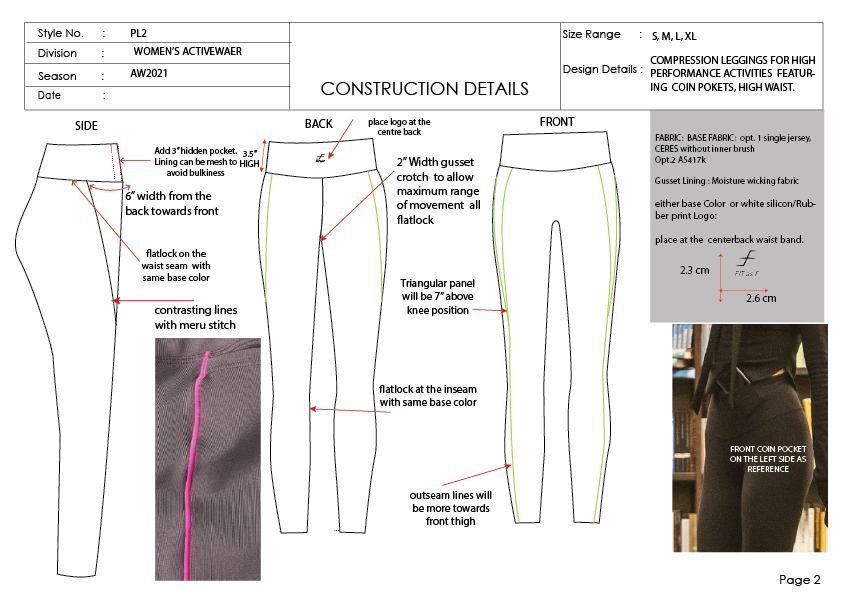 Style No. : PL2
Division : WOMEN'S ACTIVEWAER
Season : AW2021
Date :
CONSTRUCTION DETAILS
Size Range : S, M, L, XL
Design Details : COMPRESSION LEGGINGS FOR HIGH
PERFORMANCE ACTIVITIES FEATUR-
ING COIN POKETS, HIGH WAIST.
SIDE
BACK
FRONT
place logo at the
centre back
Add 3" hidden pocket.
Lining can be mesh to
avoid bulkiness
3.5"
HIGH
6" width from the
back towards front
flatlock on the
waist seam with
same base color
contrasting lines
with meru stitch
2" Width gusset
crotch to allow
maximum range
of movement all
flatlock
Triangular panel
will be 7" above
knee position
flatlock at the inseam
with same base color
outseam lines will
be more towards
front thigh
FABRIC: BASE FABRIC: opt. 1 single jersey,
CERES without inner brush
Opt.2 AS417k
Gusset Lining : Moisture wicking fabric
either base Color or white silicon/Rub-
ber print Logo:
place at the centerback waist band.
2.3 cm
FIT as F
2.6 cm
FRONT COIN POCKET
ON THE LEFT SIDE AS
REFERENCE
Page 2